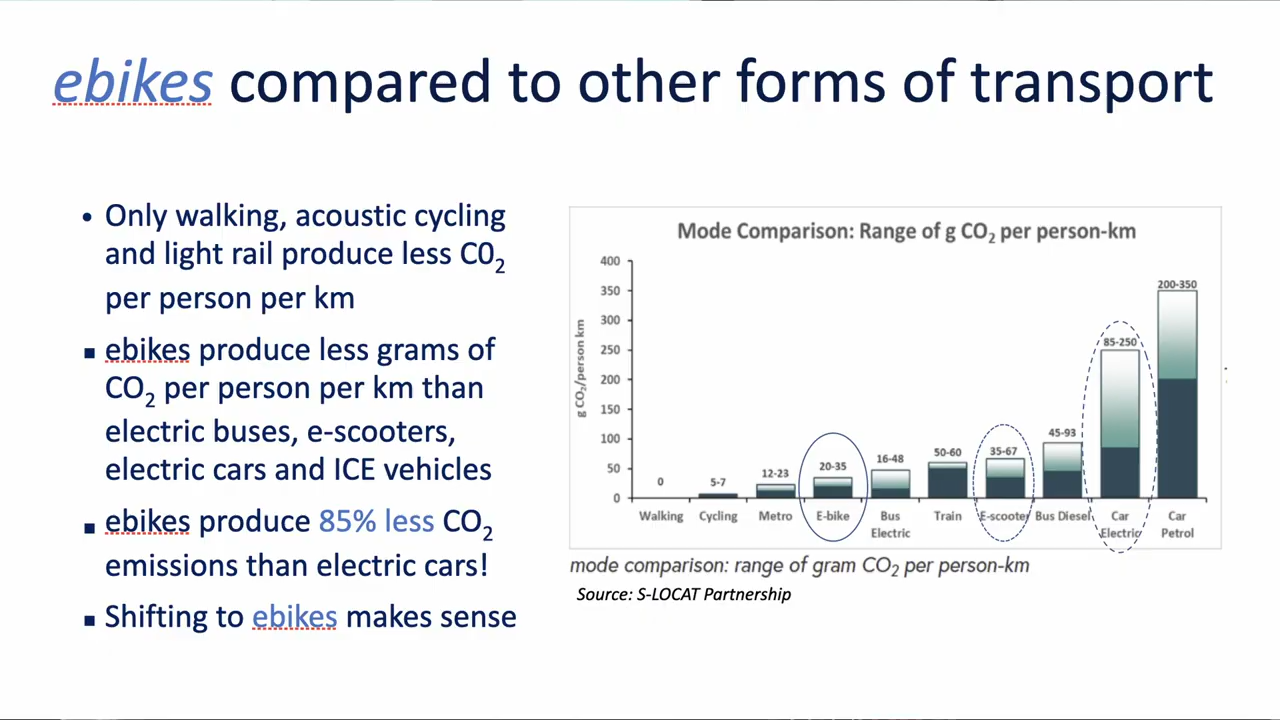 ebikes compared to other forms of transport
• Only walking, acoustic cycling
and light rail produce less C0₂
per person per km
▪ ebikes produce less grams of
CO₂ per person per km than
electric buses, e-scooters,
electric cars and ICE vehicles
▪ ebikes produce 85% less CO₂
emissions than electric cars!
▪ Shifting to ebikes makes sense
Mode Comparison: Range of g CO₂ per person-km
g CO₂/person km
400
350
300
250
200
150
100
50
0
0
5-7
12-23
20-35
16-48
50-60
35-67
45-93
85-250
200-350
Walking
Cycling
Metro
E-bike
Bus
Electric
Train
E-scooter
Bus Diesel
Car
Electric
Car
Petrol
mode comparison: range of gram CO₂ per person-km
Source: S-LOCAT Partnership